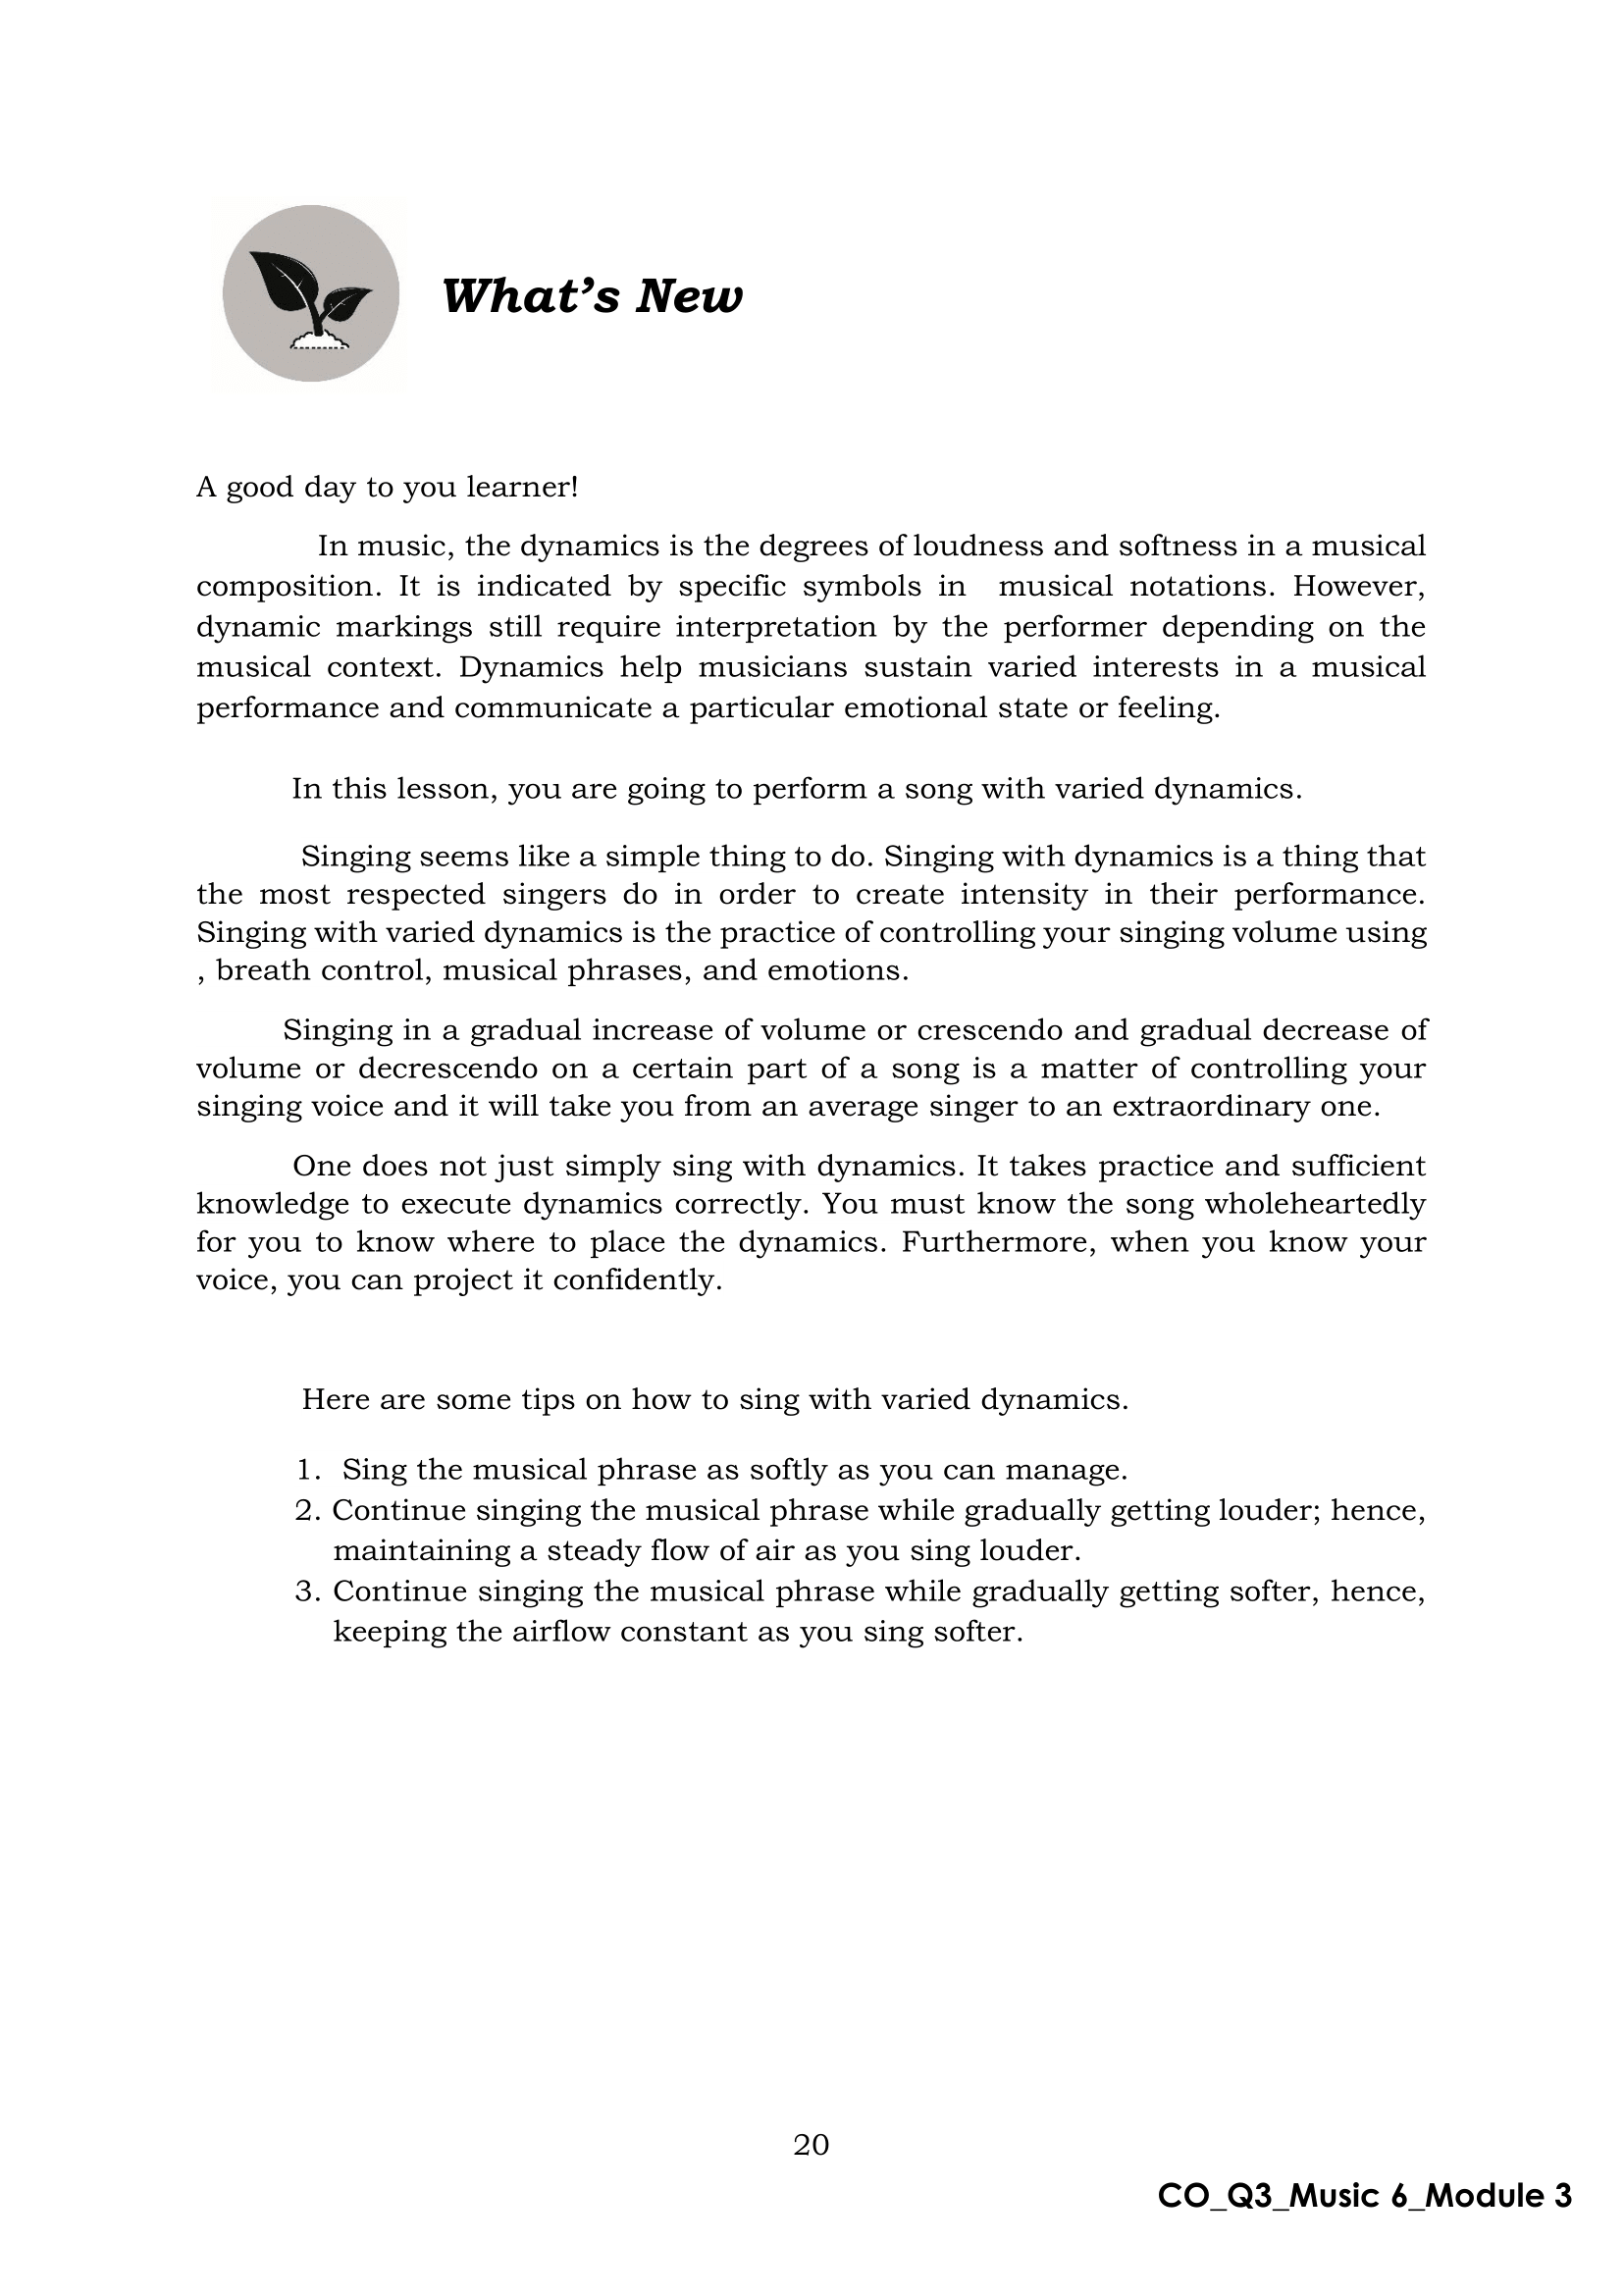 What's New
A good day to you learner!
In music, the dynamics is the degrees of loudness and softness in a musical
composition. It is indicated by specific symbols in musical notations. However,
dynamic markings still require interpretation by the performer depending on the
musical context. Dynamics help musicians sustain varied interests in a musical
performance and communicate a particular emotional state or feeling.
In this lesson, you are going to perform a song with varied dynamics.
Singing seems like a simple thing to do. Singing with dynamics is a thing that
the most respected singers do in order to create intensity in their performance.
Singing with varied dynamics is the practice of controlling your singing volume using
, breath control, musical phrases, and emotions.
Singing in a gradual increase of volume or crescendo and gradual decrease of
volume or decrescendo on a certain part of a song is a matter of controlling your
singing voice and it will take you from an average singer to an extraordinary one.
One does not just simply sing with dynamics. It takes practice and sufficient
knowledge to execute dynamics correctly. You must know the song wholeheartedly
for you to know where to place the dynamics. Furthermore, when you know your
voice, you can project it confidently.
Here are some tips on how to sing with varied dynamics.
1. Sing the musical phrase as softly as you can manage.
2. Continue singing the musical phrase while gradually getting louder; hence,
maintaining a steady flow of air as you sing louder.
3. Continue singing the musical phrase while gradually getting softer, hence,
keeping the airflow constant as you sing softer.
20
CO_Q3_Music 6_Module 3